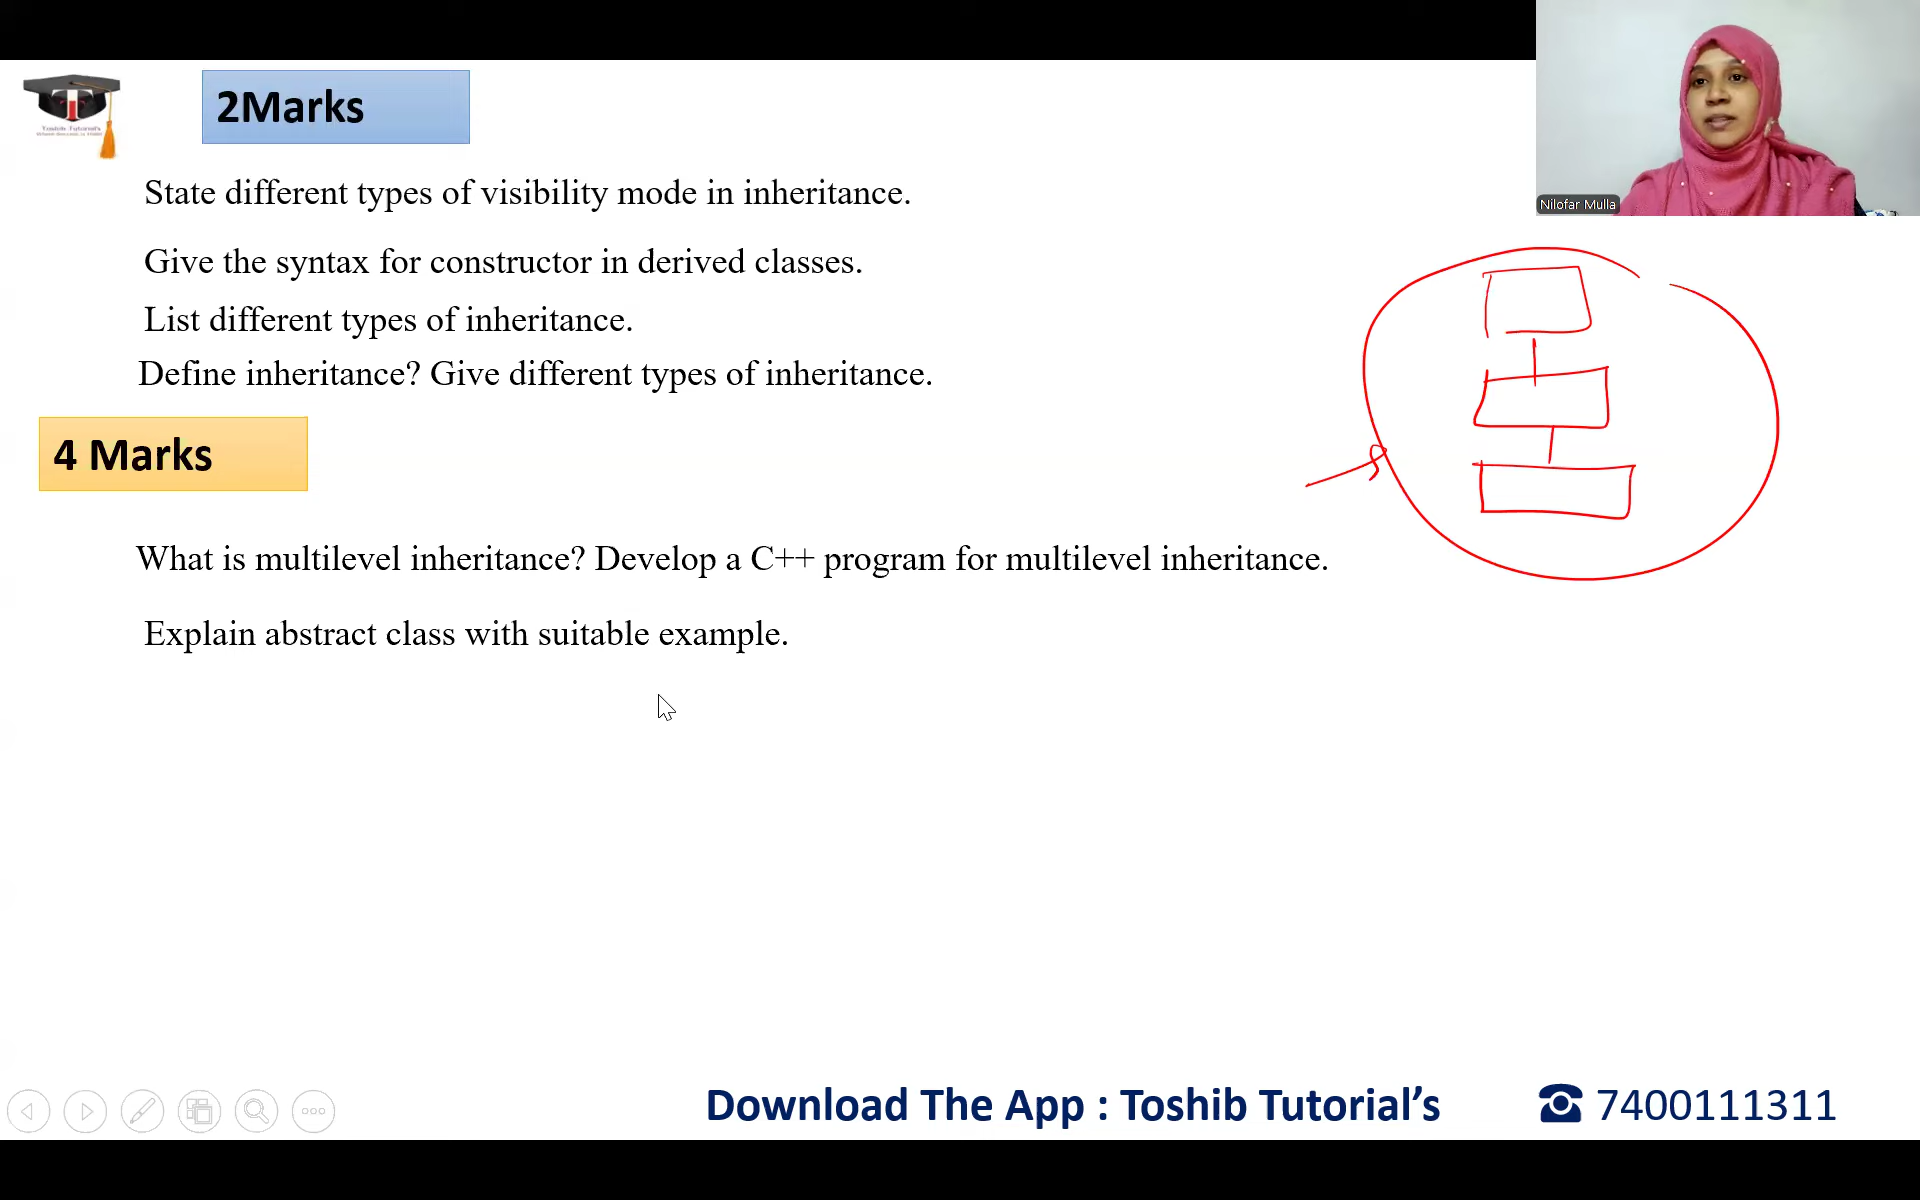 2Marks
Nilofar Mulla
Toshib Tutorial's
State different types of visibility mode in inheritance.
Give the syntax for constructor in derived classes.
List different types of inheritance.
Define inheritance? Give different types of inheritance.
4 Marks
What is multilevel inheritance? Develop a C++ program for multilevel inheritance.
Explain abstract class with suitable example.
Download The App : Toshib Tutorial’s
7400111311